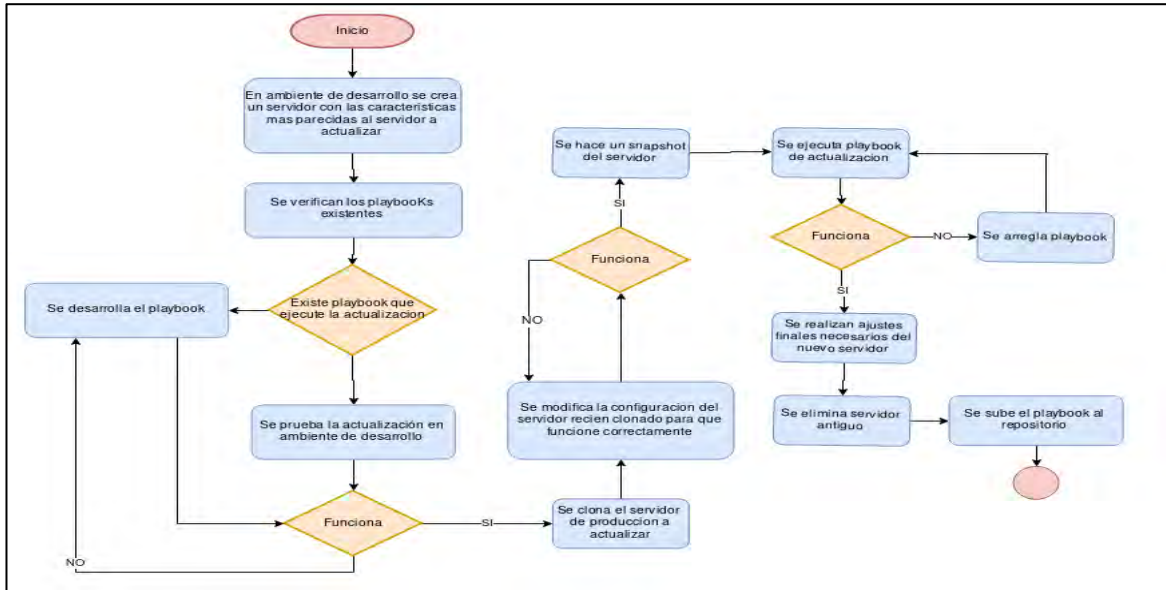 Inicio
En ambiente de desarrollo se crea
un servidor con las características
mas parecidas al servidor a
actualizar
Se verifican los playbooKs
existentes
Existe playbook que
ejecute la actualizacion
Se desarrolla el playbook
Se prueba la actualización en
ambiente de desarrollo
Funciona
NO
SI
Se clona el servidor
de produccion a
actualizar
Se modifica la configuracion del
servidor recien clonado para que
funcione correctamente
Funciona
NO
SI
Se hace un snapshot
del servidor
Se ejecuta playbook
de actualizacion
Funciona
NO
Se arregla playbook
SI
Se realizan ajustes
finales necesarios del
nuevo servidor
Se elimina servidor
antiguo
Se sube el playbook al
repositorio